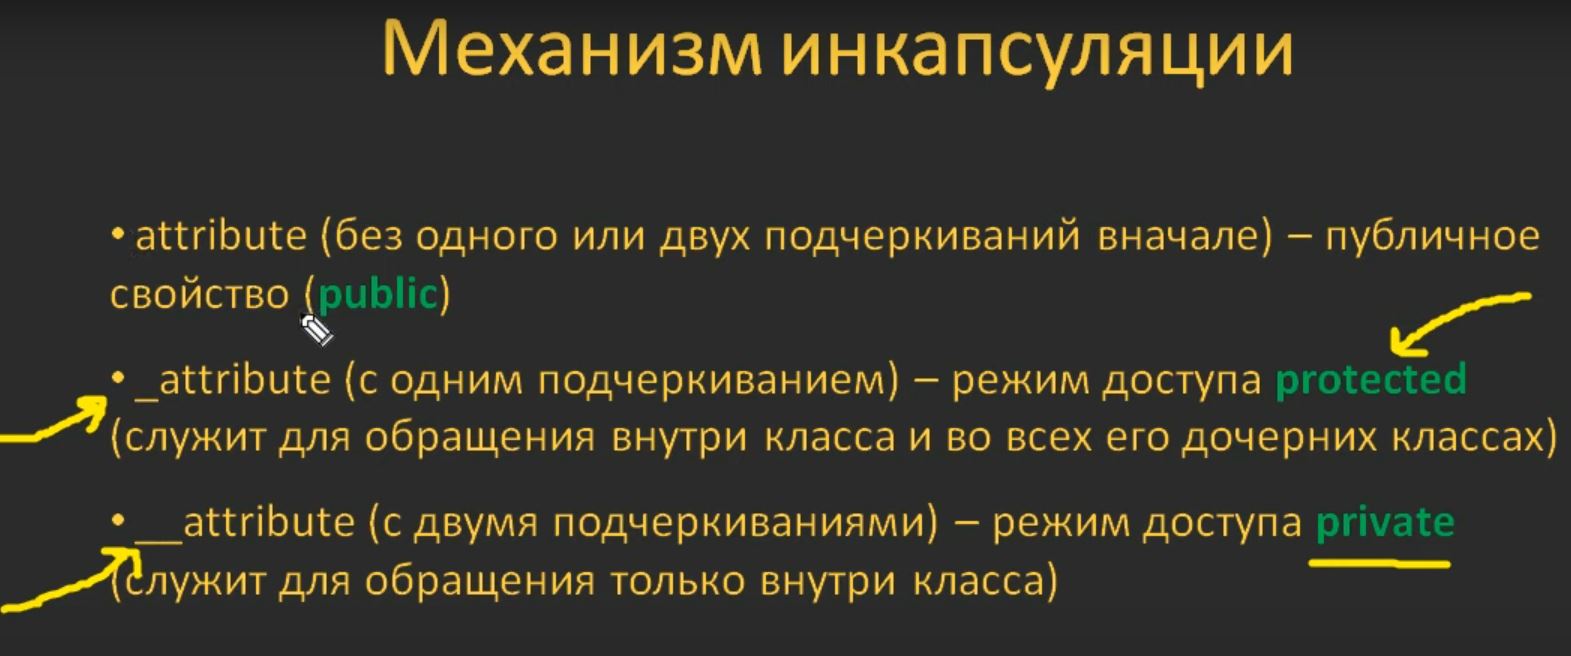 Механизм инкапсуляции
• attribute (без одного или двух подчеркиваний вначале) – публичное
свойство (public)
• _attribute (с одним подчеркиванием) – режим доступа protected
(служит для обращения внутри класса и во всех его дочерних классах)
• __attribute (с двумя подчеркиваниями) – режим доступа private
(служит для обращения только внутри класса)